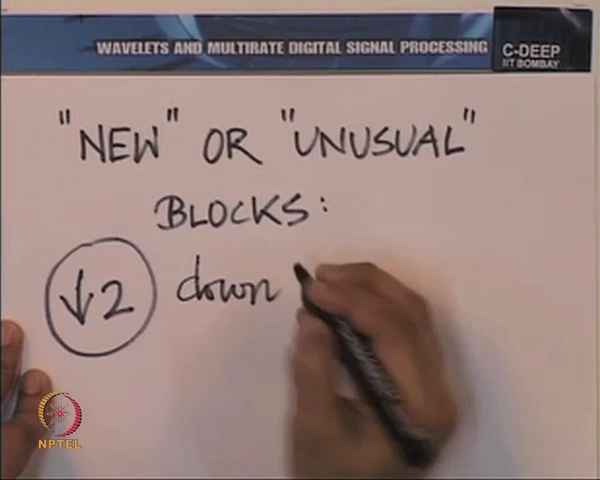 WAVELETS AND MULTIRATE DIGITAL SIGNAL PROCESSING
C-DEEP
IIT BOMBAY
"NEW" OR "UNUSUAL"
BLOCKS:
↓2 down
NPTEL